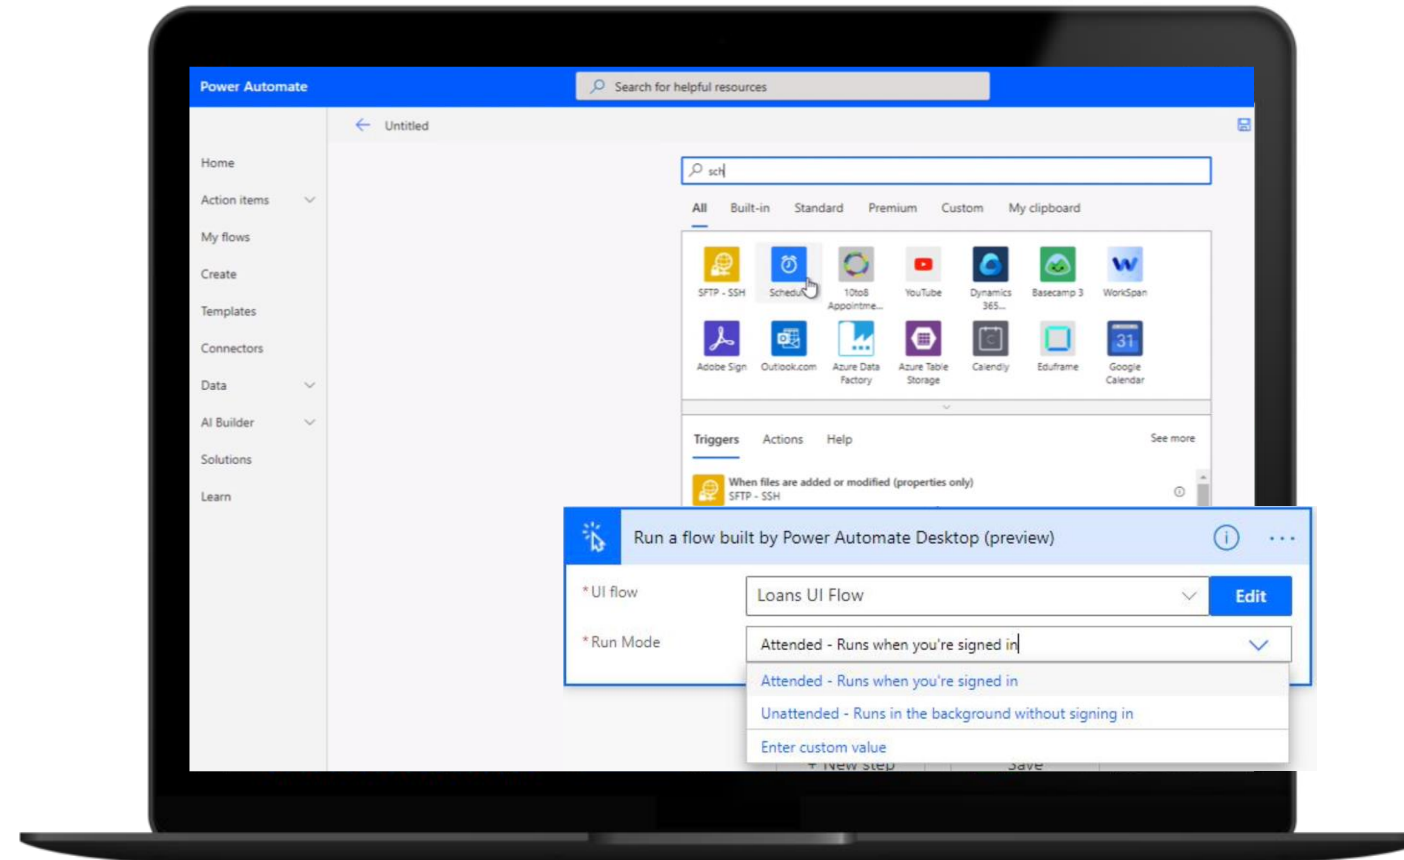 Power Automate
Search for helpful resources
Untitled
Home
Action items
My flows
Create
Templates
Connectors
Data
AI Builder
Solutions
Learn
sch
All Built-in Standard Premium Custom My clipboard
SFTP - SSH
Schedul
10to8
Appointme...
YouTube
Dynamics
365...
Basecamp 3
WorkSpan
Adobe Sign
Outlook.com
Azure Data
Factory
Azure Table
Storage
Calendly
Eduframe
31
Google
Calendar
Triggers Actions Help See more
When files are added or modified (properties only)
SFTP - SSH
Run a flow built by Power Automate Desktop (preview)
*UI flow
Loans UI Flow
Edit
*Run Mode
Attended - Runs when you're signed in
Attended - Runs when you're signed in
Unattended - Runs in the background without signing in
Enter custom value
+ New step Save